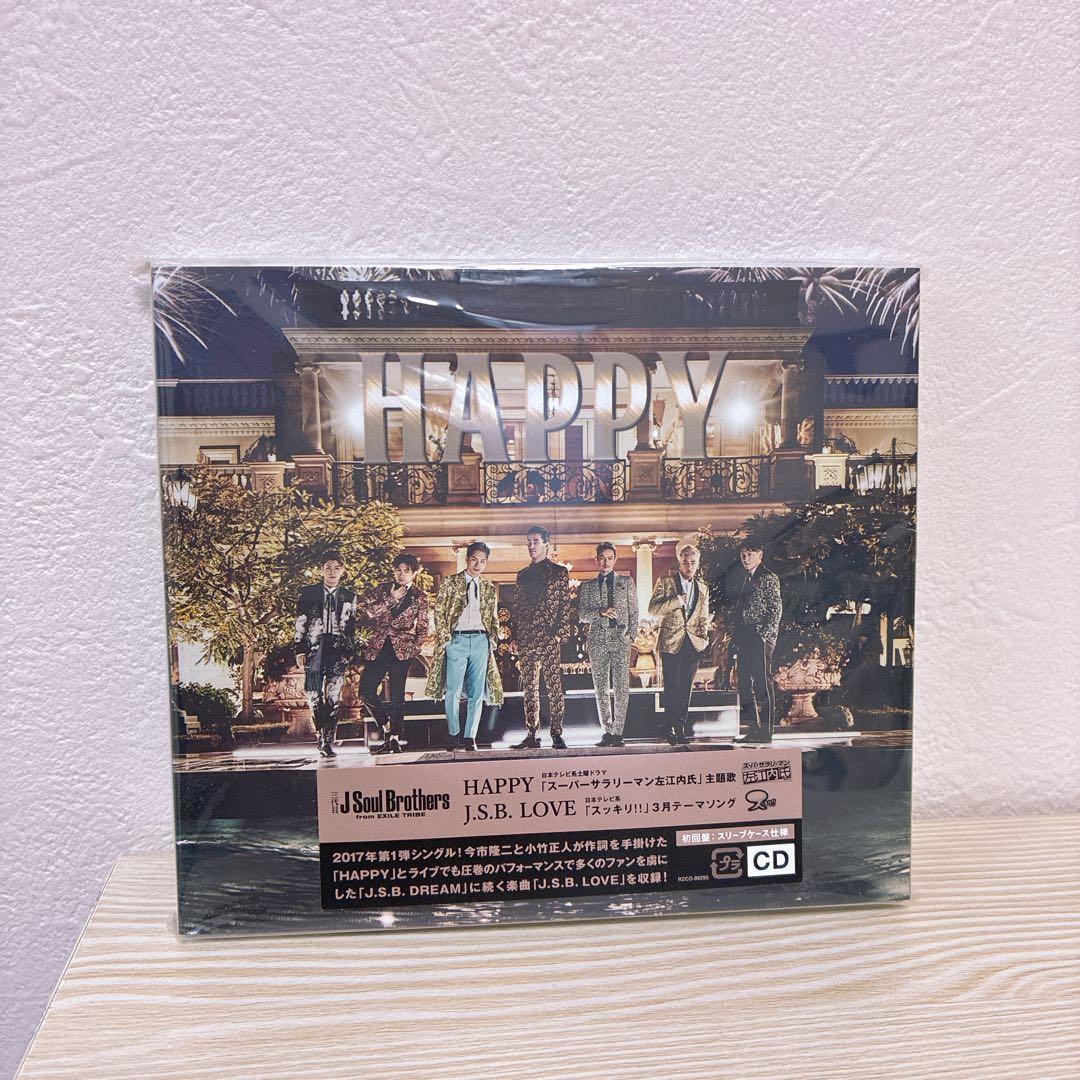 HAPPY
三代目 J Soul Brothers
from EXILE TRIBE
日本テレビ系土曜ドラマ
HAPPY 「スーパーサラリーマン左江内氏」主題歌
日本テレビ系
J.S.B. LOVE 「スッキリ!!」3月テーマソング
スーパーサラリーマン
左江内氏
2017年第1弾シングル!今市隆二と小竹正人が作詞を手掛けた
「HAPPY」とライブでも圧巻のパフォーマンスで多くのファンを虜に
した「J.S.B. DREAM」に続く楽曲「J.S.B. LOVE」を収録!
初回盤:スリーブケース仕様
RZCD-86295
プラ
CD